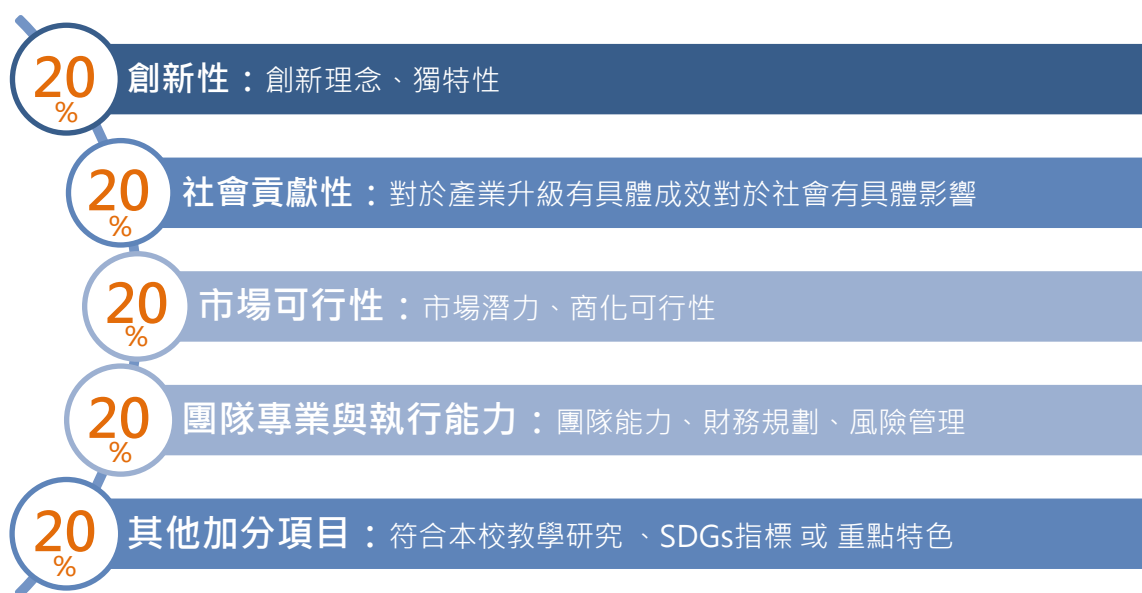 20
%
創新性：創新理念、獨特性
20
%
社會貢獻性：對於產業升級有具體成效對於社會有具體影響
20
%
市場可行性：市場潛力、商化可行性
20
%
團隊專業與執行能力：團隊能力、財務規劃、風險管理
20
%
其他加分項目：符合本校教學研究 、SDGs指標 或 重點特色